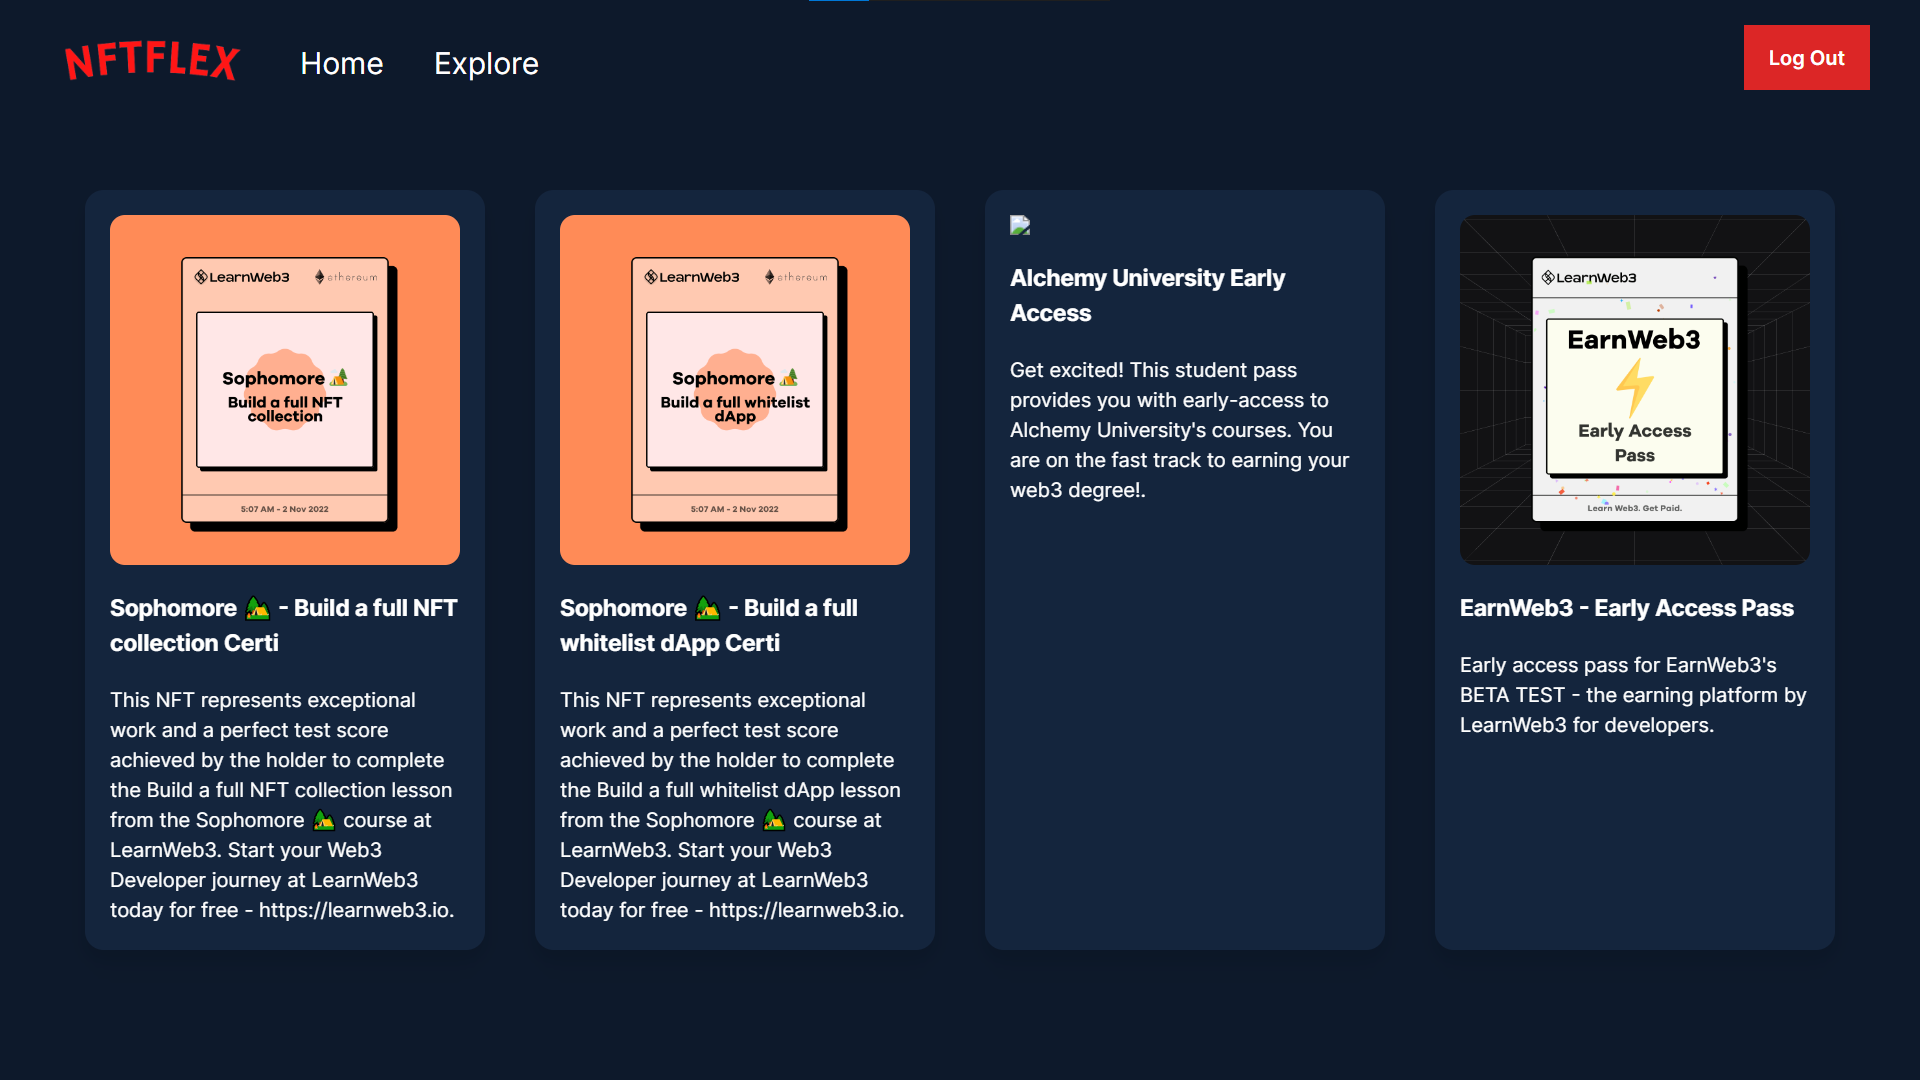 NFTFLEX
Home
Explore
Log Out
LearnWeb3
ethereum
Sophomore 🏕️
Build a full NFT
collection
5:07 AM - 2 Nov 2022
Sophomore 🏕️ - Build a full NFT
collection Certi
This NFT represents exceptional
work and a perfect test score
achieved by the holder to complete
the Build a full NFT collection lesson
from the Sophomore 🏕️ course at
LearnWeb3. Start your Web3
Developer journey at LearnWeb3
today for free - https://learnweb3.io.
LearnWeb3
ethereum
Sophomore 🏕️
Build a full whitelist
dApp
5:07 AM - 2 Nov 2022
Sophomore 🏕️ - Build a full
whitelist dApp Certi
This NFT represents exceptional
work and a perfect test score
achieved by the holder to complete
the Build a full whitelist dApp lesson
from the Sophomore 🏕️ course at
LearnWeb3. Start your Web3
Developer journey at LearnWeb3
today for free - https://learnweb3.io.
Alchemy University Early
Access
Get excited! This student pass
provides you with early-access to
Alchemy University's courses. You
are on the fast track to earning your
web3 degree!.
LearnWeb3
EarnWeb3
Early Access
Pass
Learn Web3. Get Paid.
EarnWeb3 - Early Access Pass
Early access pass for EarnWeb3's
BETA TEST - the earning platform by
LearnWeb3 for developers.